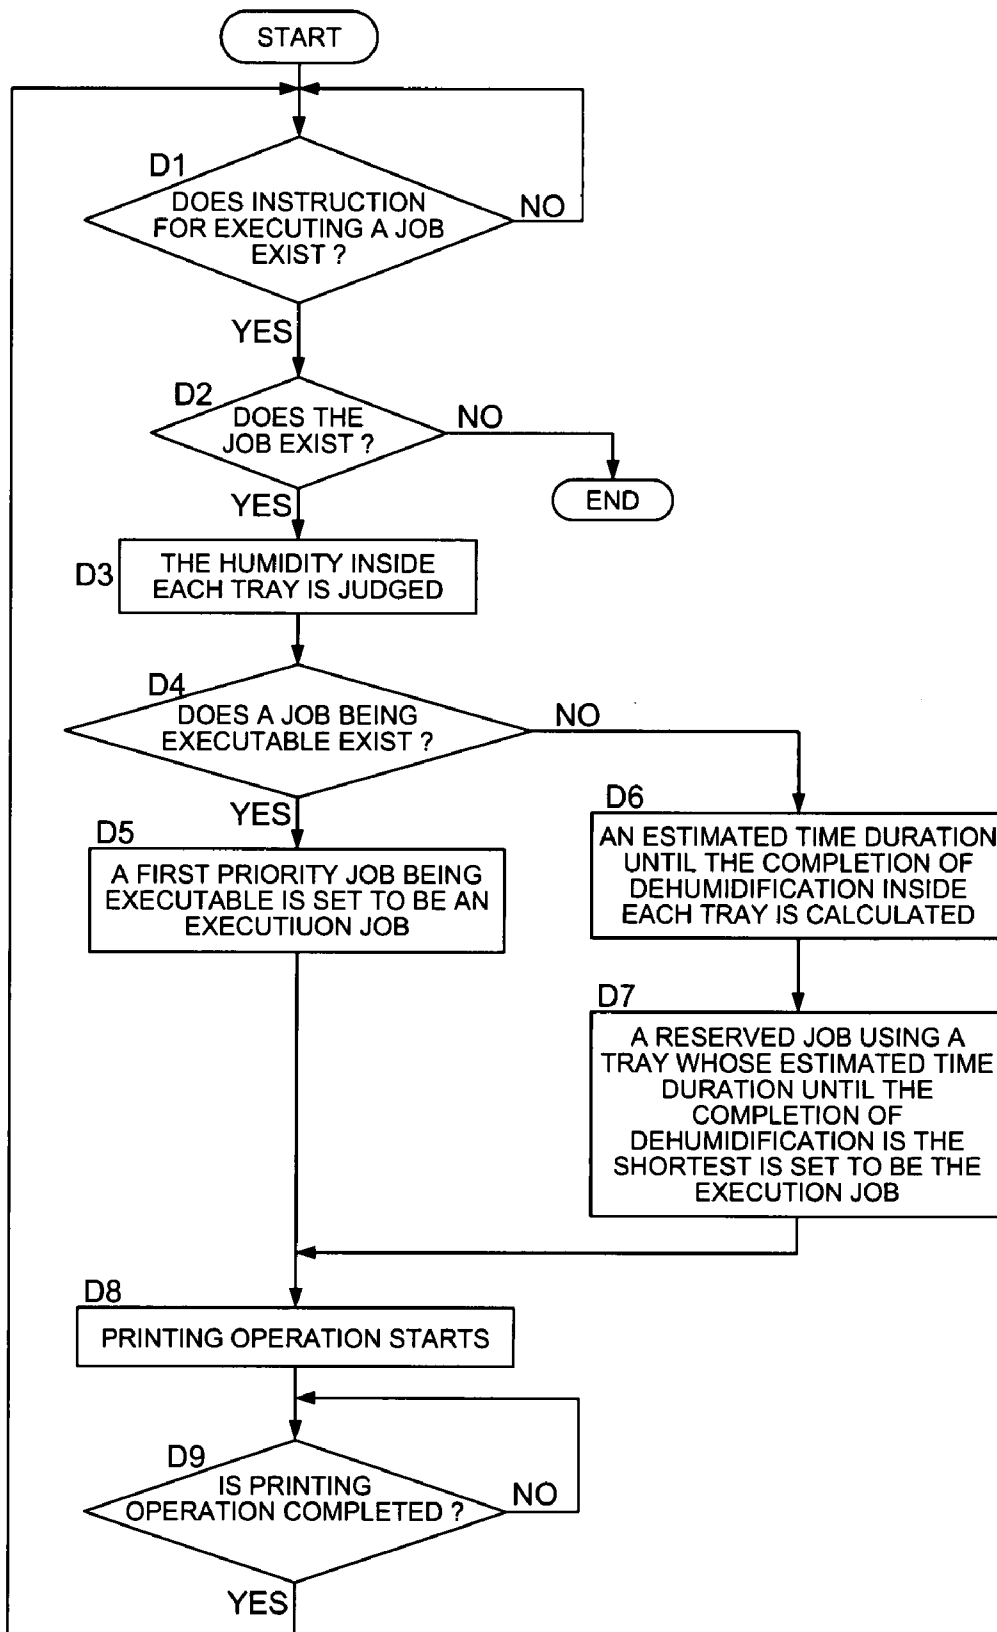 START
D1
DOES INSTRUCTION
FOR EXECUTING A JOB
EXIST ?
NO
YES
D2
DOES THE
JOB EXIST ?
NO
END
YES
D3
THE HUMIDITY INSIDE
EACH TRAY IS JUDGED
D4
DOES A JOB BEING
EXECUTABLE EXIST ?
NO
YES
D5
A FIRST PRIORITY JOB BEING
EXECUTABLE IS SET TO BE AN
EXECUTIUON JOB
D6
AN ESTIMATED TIME DURATION
UNTIL THE COMPLETION OF
DEHUMIDIFICATION INSIDE
EACH TRAY IS CALCULATED
D7
A RESERVED JOB USING A
TRAY WHOSE ESTIMATED TIME
DURATION UNTIL THE
COMPLETION OF
DEHUMIDIFICATION IS THE
SHORTEST IS SET TO BE THE
EXECUTION JOB
D8
PRINTING OPERATION STARTS
D9
IS PRINTING
OPERATION COMPLETED ?
NO
YES